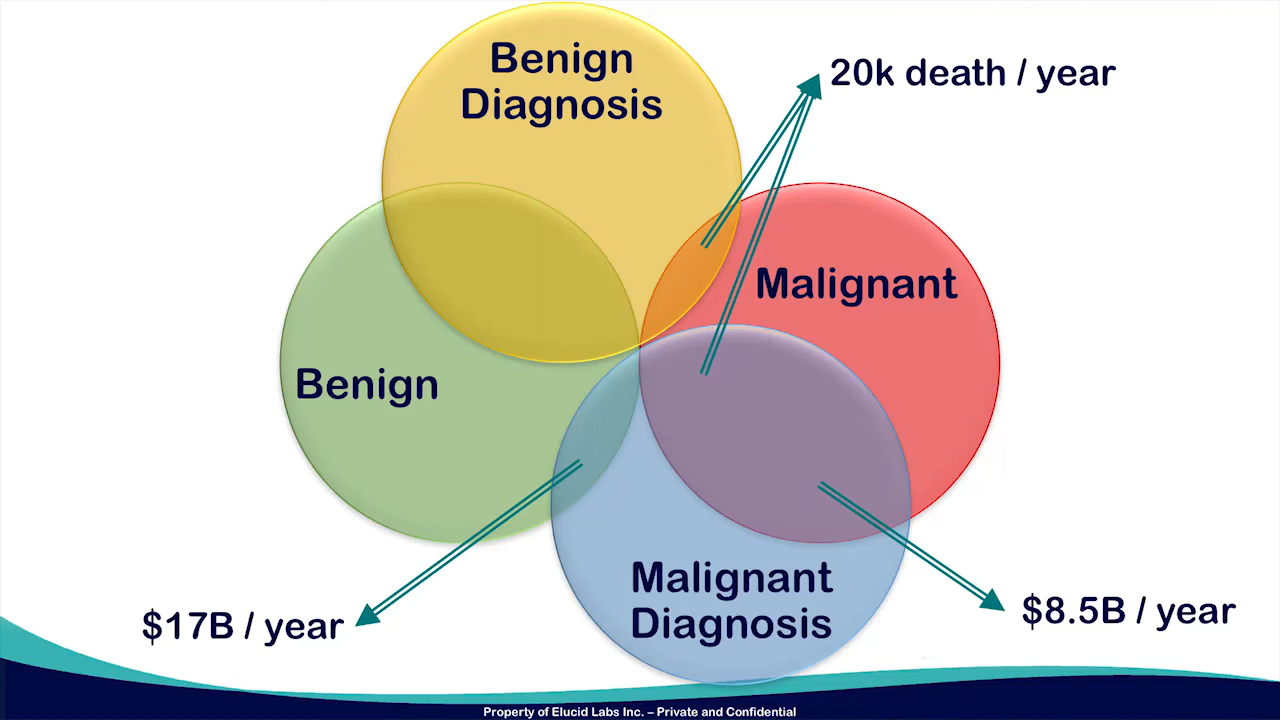 Benign
Diagnosis
20k death / year
Malignant
Benign
Malignant
Diagnosis
$17B / year
$8.5B / year
Property of Elucid Labs Inc. – Private and Confidential